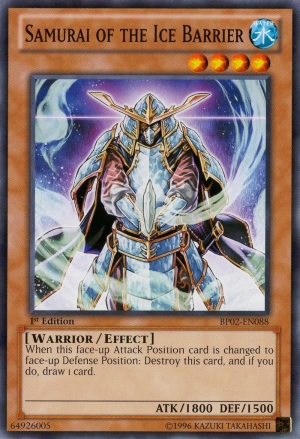 SAMURAI OF THE ICE BARRIER
WATER
水
1st Edition
BP02-EN088
[WARRIOR/EFFECT]
When this face-up Attack Position card is changed
to face-up Defense Position: Destroy this card, and if you
do, draw 1 card.
ATK/1800 DEF/1500
64926005
©1996 KAZUKI TAKAHASHI